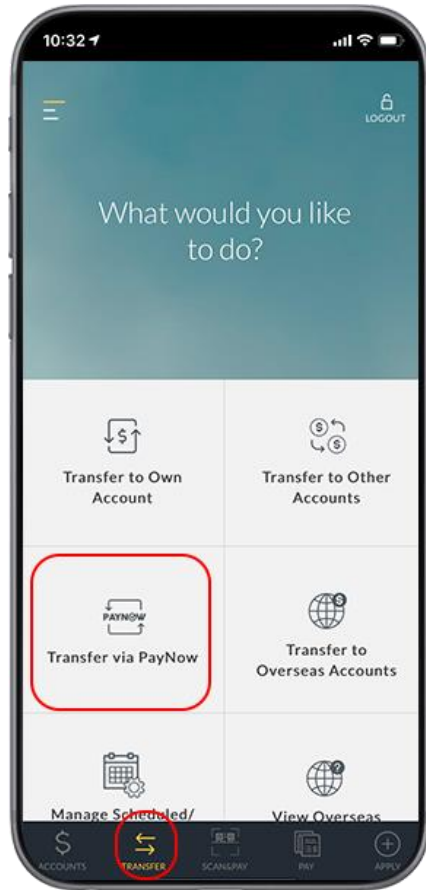 10:32
LOGOUT
What would you like
to do?
Transfer to Own
Account
Transfer to Other
Accounts
PAYNOW
Transfer via PayNow
Transfer to
Overseas Accounts
Manage Scheduled/
View Overseas
ACCOUNTS
TRANSFER
SCAN&PAY
PAY
APPLY